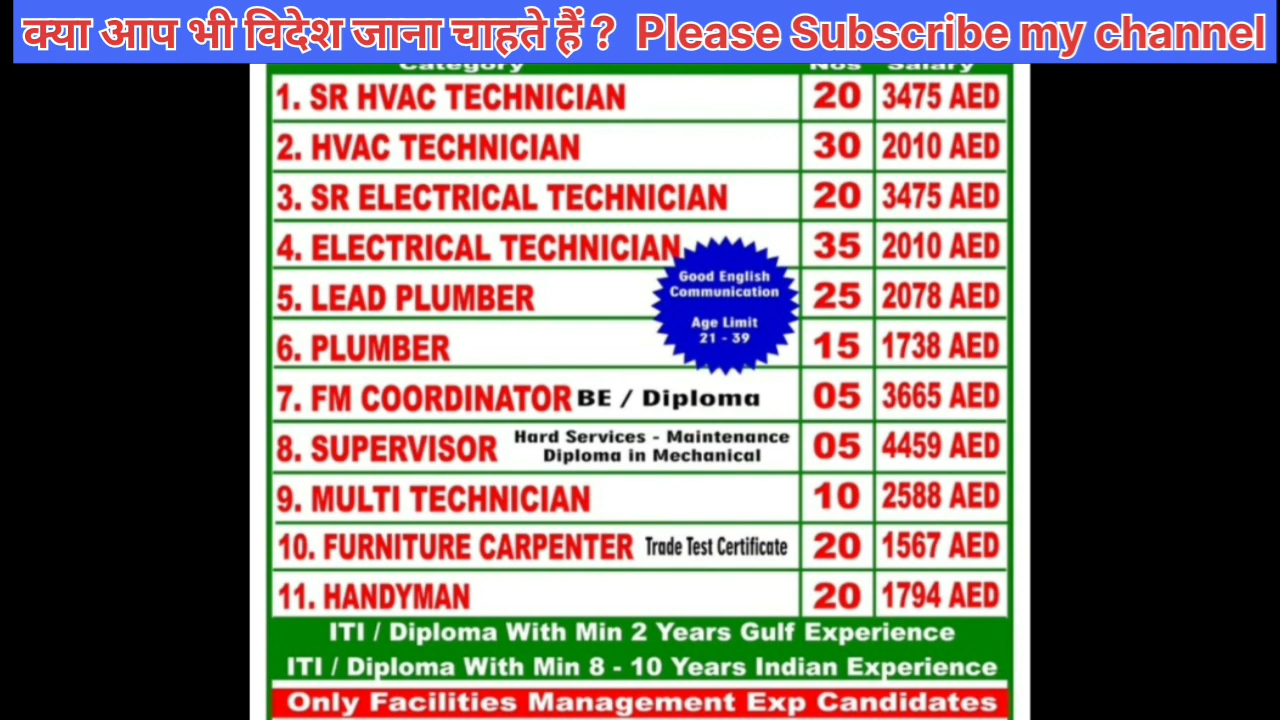 क्या आप भी विदेश जाना चाहते हैं ? Please Subscribe my channel
Category Nos Salary
1. SR HVAC TECHNICIAN 20 3475 AED
2. HVAC TECHNICIAN 30 2010 AED
3. SR ELECTRICAL TECHNICIAN 20 3475 AED
4. ELECTRICAL TECHNICIAN 35 2010 AED
Good English
Communication
Age Limit
21 - 39
5. LEAD PLUMBER 25 2078 AED
6. PLUMBER 15 1738 AED
7. FM COORDINATOR BE / Diploma 05 3665 AED
8. SUPERVISOR Hard Services - Maintenance
Diploma in Mechanical 05 4459 AED
9. MULTI TECHNICIAN 10 2588 AED
10. FURNITURE CARPENTER Trade Test Certificate 20 1567 AED
11. HANDYMAN 20 1794 AED
ITI / Diploma With Min 2 Years Gulf Experience
ITI / Diploma With Min 8 - 10 Years Indian Experience
Only Facilities Management Exp Candidates